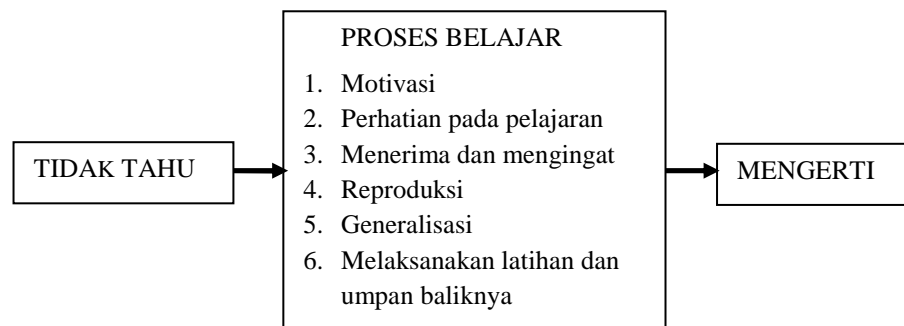 PROSES BELAJAR
1. Motivasi
2. Perhatian pada pelajaran
3. Menerima dan mengingat
4. Reproduksi
5. Generalisasi
6. Melaksanakan latihan dan
umpan baliknya
TIDAK TAHU
MENGERTI